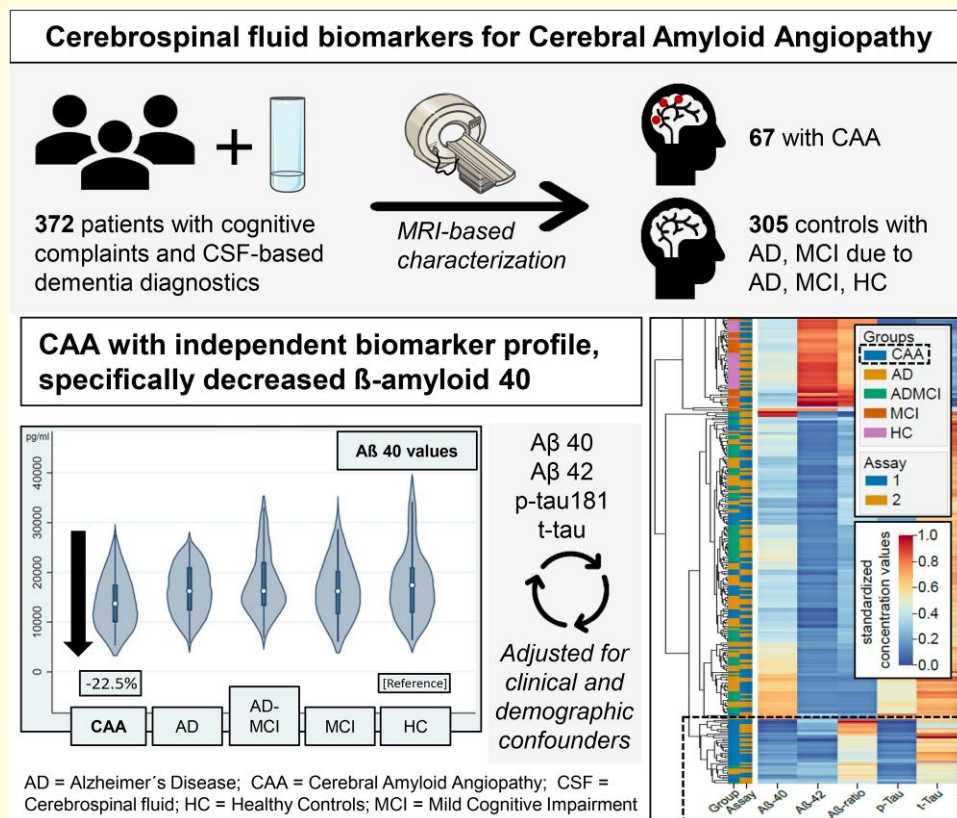 Cerebrospinal fluid biomarkers for Cerebral Amyloid Angiopathy
372 patients with cognitive
complaints and CSF-based
dementia diagnostics
MRI-based
characterization
67 with CAA
305 controls with
AD, MCI due to
AD, MCI, HC
CAA with independent biomarker profile,
specifically decreased ß-amyloid 40
pg/ml
Aß 40 values
40000
30000
20000
10000
0
-22.5%
[Reference]
CAA
AD
AD-
MCI
MCI
HC
Aβ 40
Aβ 42
p-tau181
t-tau
Adjusted for
clinical and
demographic
confounders
Groups
CAA
AD
ADMCI
MCI
HC
Assay
1
2
standardized
concentration values
1.0
0.8
0.6
0.4
0.2
0.0
Group
Assay
Aß-40
Aß-42
Aß-ratio
p-Tau
t-Tau
AD = Alzheimer´s Disease; CAA = Cerebral Amyloid Angiopathy; CSF =
Cerebrospinal fluid; HC = Healthy Controls; MCI = Mild Cognitive Impairment